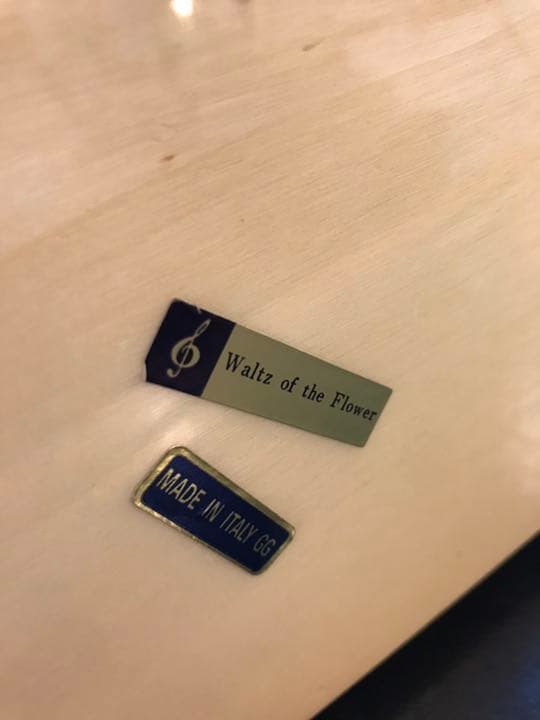 Waltz of the Flower
MADE IN ITALY GG